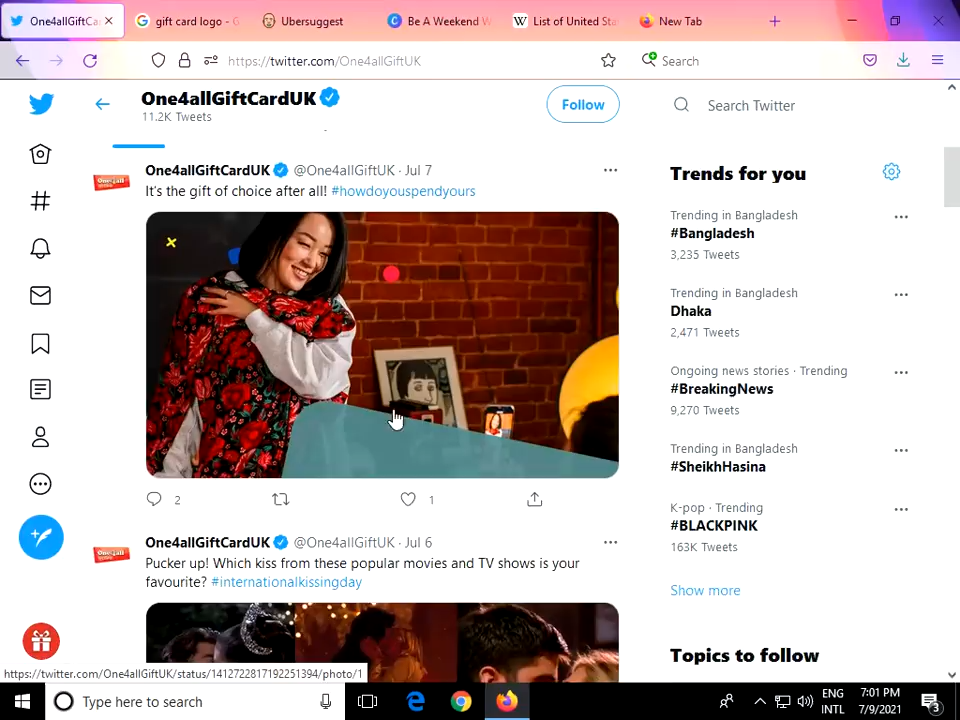 One4allGiftCa
gift card logo - G
Ubersuggest
Be A Weekend W
List of United Sta
New Tab
https://twitter.com/One4allGiftUK
Search
One4allGiftCardUK
11.2K Tweets
Follow
Search Twitter
One4allGiftCardUK @One4allGiftUK · Jul 7
It's the gift of choice after all! #howdoyouspendyours
2
1
One4allGiftCardUK @One4allGiftUK · Jul 6
Pucker up! Which kiss from these popular movies and TV shows is your
favourite? #internationalkissingday
Trends for you
Trending in Bangladesh
#Bangladesh
3,235 Tweets
Trending in Bangladesh
Dhaka
2,471 Tweets
Ongoing news stories · Trending
#BreakingNews
9,270 Tweets
Trending in Bangladesh
#SheikhHasina
K-pop · Trending
#BLACKPINK
163K Tweets
Show more
Topics to follow
https://twitter.com/One4allGiftUK/status/1412722817192251394/photo/1
Type here to search
ENG
INTL
7:01 PM
7/9/2021
3